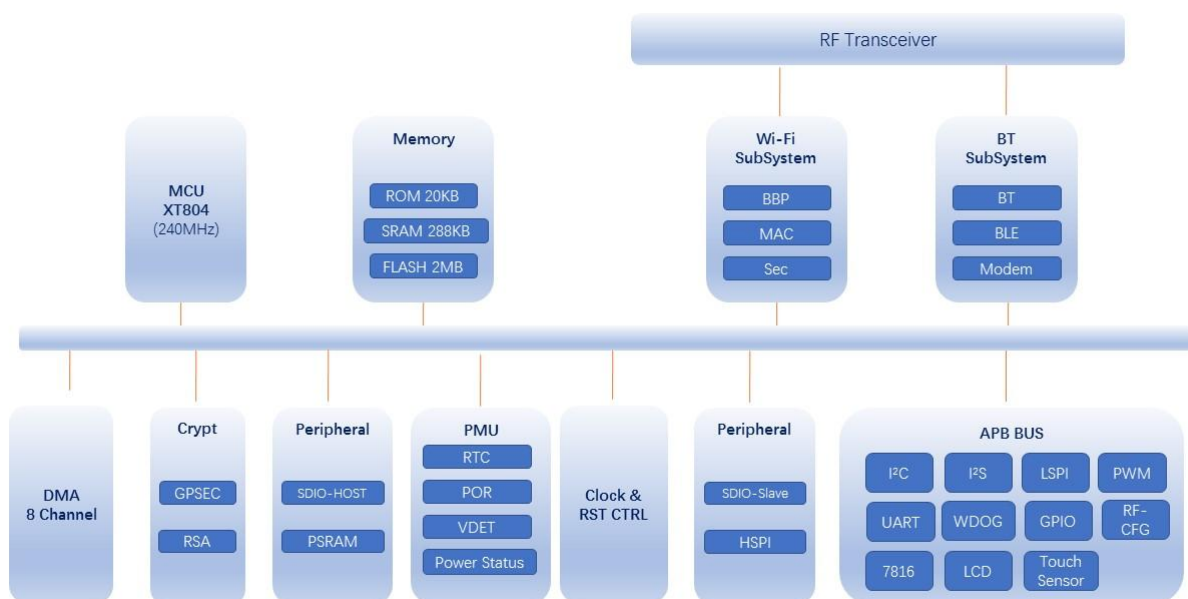 RF Transceiver
MCU
XT804
(240MHz)
Memory
ROM 20KB
SRAM 288KB
FLASH 2MB
Wi-Fi
SubSystem
BBP
MAC
Sec
BT
SubSystem
BT
BLE
Modem
DMA
8 Channel
Crypt
GPSEC
RSA
Peripheral
SDIO-HOST
PSRAM
PMU
RTC
POR
VDET
Power Status
Clock &
RST CTRL
Peripheral
SDIO-Slave
HSPI
APB BUS
I²C
I²S
LSPI
PWM
UART
WDOG
GPIO
RF-
CFG
7816
LCD
Touch
Sensor